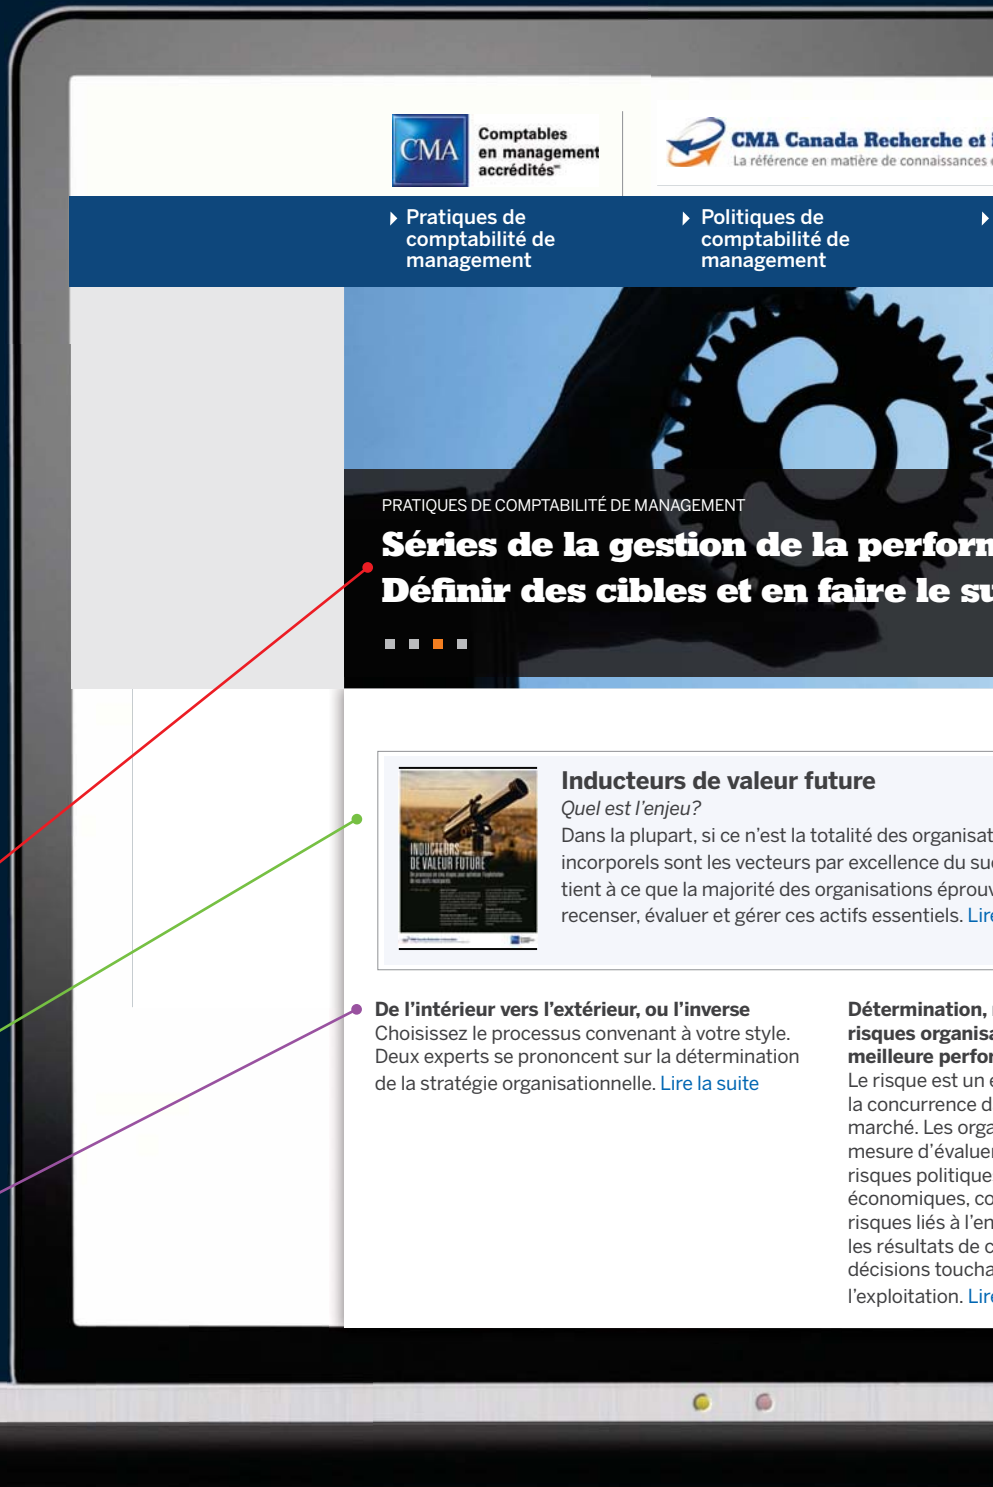 CMA
Comptables
en management
accrédités
CMA Canada Recherche et
La référence en matière de connaissances
Pratiques de
comptabilité de
management
Politiques de
comptabilité de
management
PRATIQUES DE COMPTABILITÉ DE MANAGEMENT
Séries de la gestion de la perform
Définir des cibles et en faire le su
INDUCTEURS
DE VALEUR FUTURE
Inducteurs de valeur future
Quel est l'enjeu?
Dans la plupart, si ce n'est la totalité des organisat
incorporels sont les vecteurs par excellence du suc
tient à ce que la majorité des organisations éprouv
recenser, évaluer et gérer ces actifs essentiels. Lire
De l'intérieur vers l'extérieur, ou l'inverse
Choisissez le processus convenant à votre style.
Deux experts se prononcent sur la détermination
de la stratégie organisationnelle. Lire la suite
Détermination,
risques organisa
meilleure perfor
Le risque est un é
la concurrence d
marché. Les orga
mesure d'évaluer
risques politique
économiques, co
risques liés à l'en
les résultats de c
décisions toucha
l'exploitation. Lire